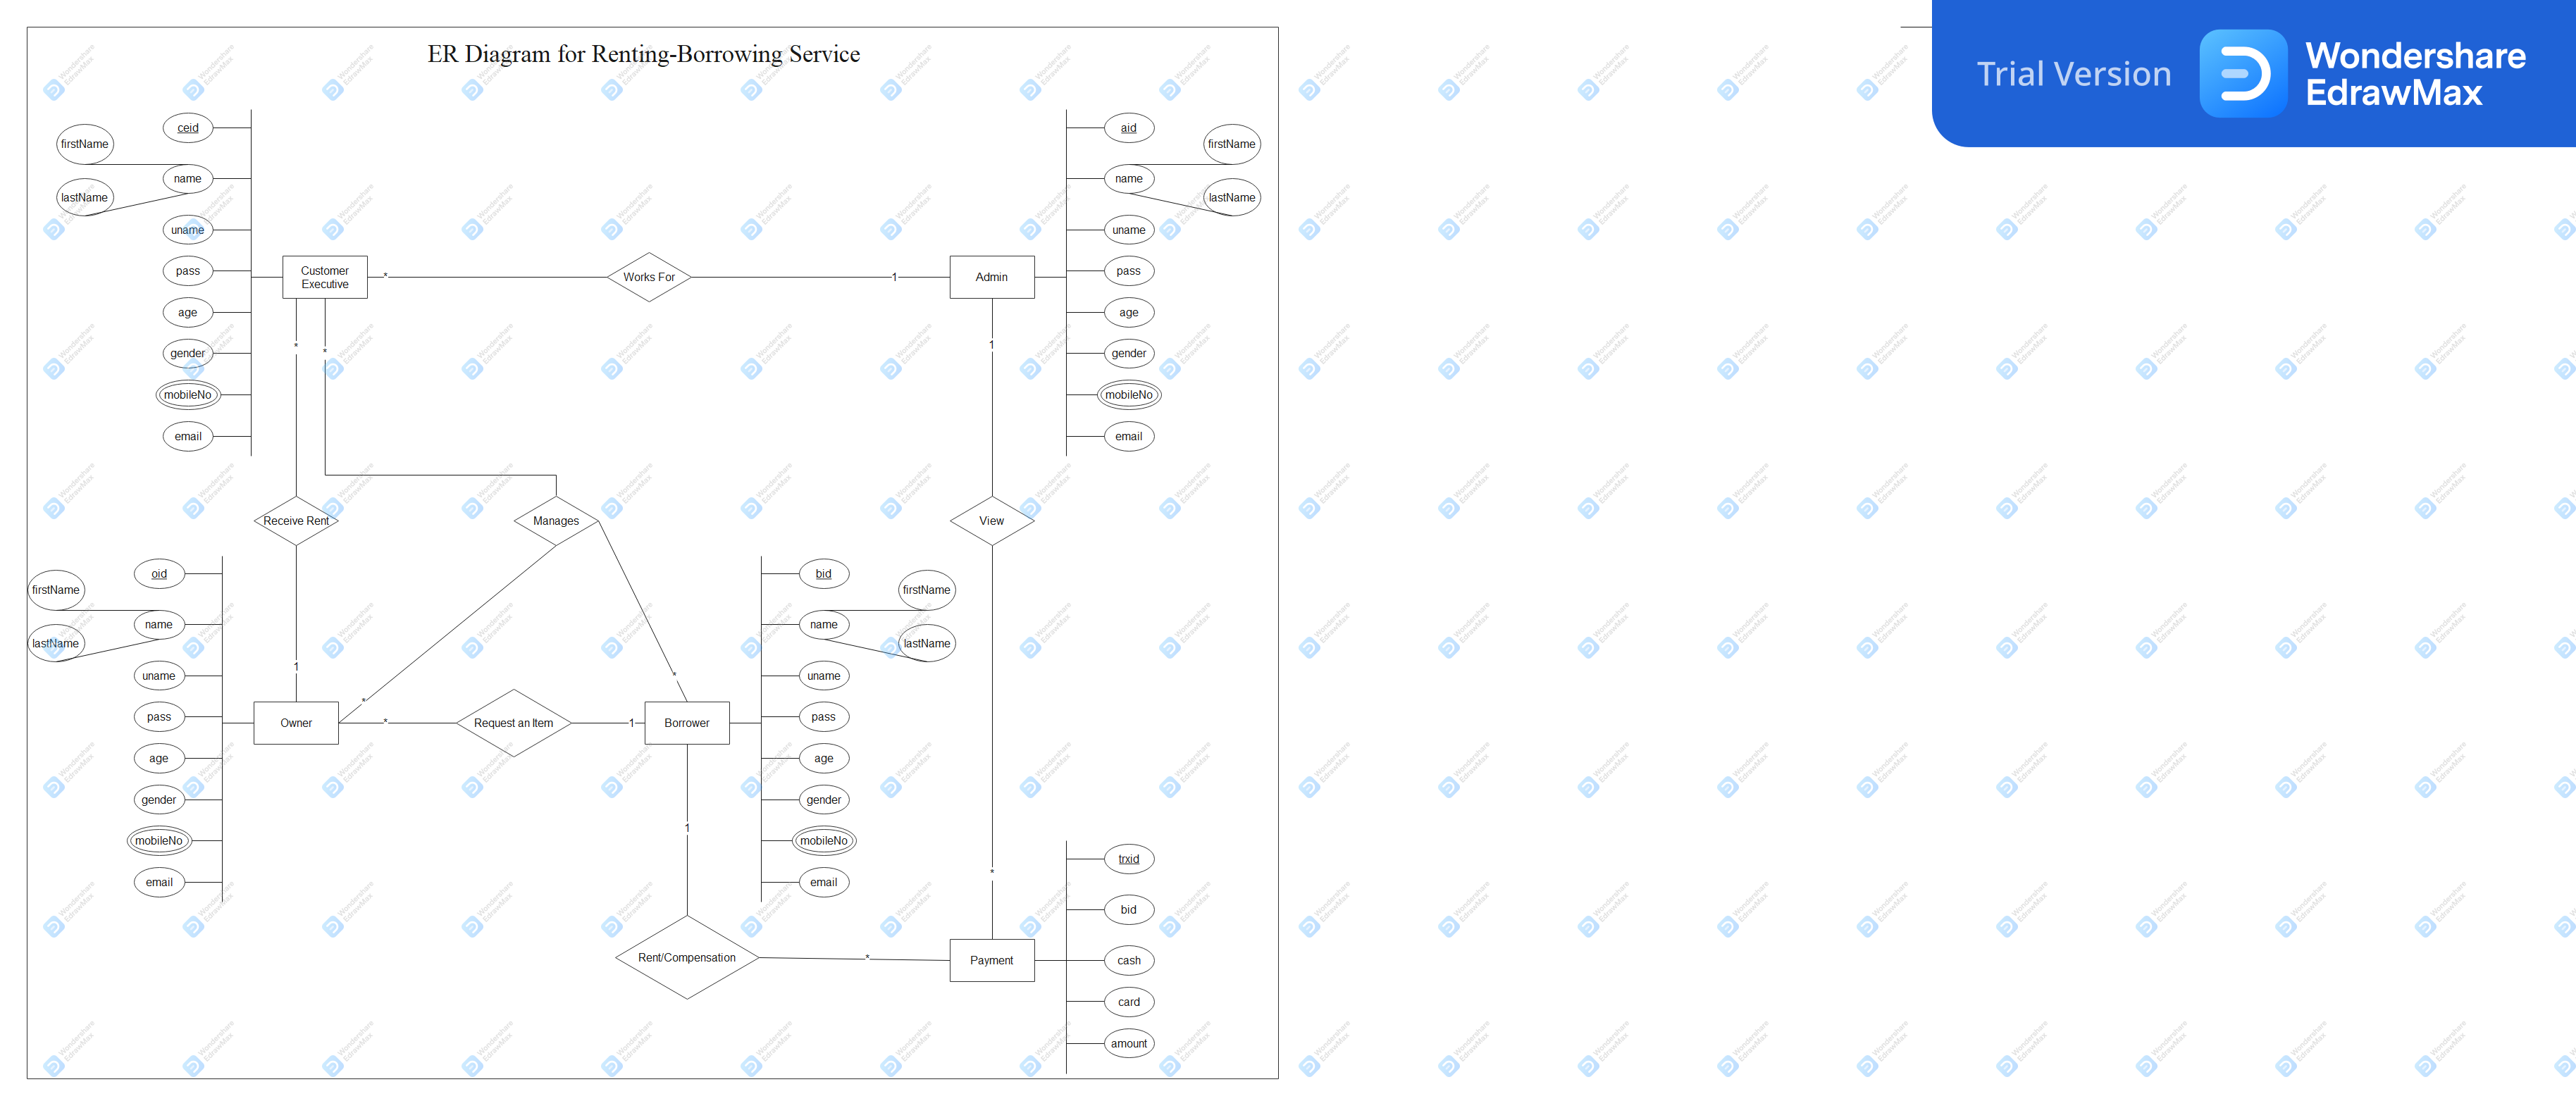 ER Diagram for Renting-Borrowing Service
Trial Version
Wondershare
EdrawMax
ceid
firstName
name
lastName
uname
pass
age
gender
mobileNo
email
Customer
Executive
*
Works For
1
Admin
aid
firstName
name
lastName
uname
pass
age
gender
mobileNo
email
*
*
1
Receive Rent
Manages
View
oid
firstName
name
lastName
uname
pass
age
gender
mobileNo
email
1
*
*
Owner
*
Request an Item
1
Borrower
bid
firstName
name
lastName
uname
pass
age
gender
mobileNo
email
1
*
Rent/Compensation
*
Payment
trxid
bid
cash
card
amount
Wondershare
EdrawMax